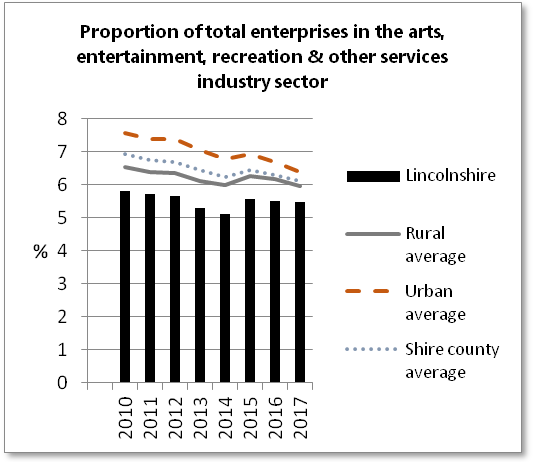 Proportion of total enterprises in the arts,
entertainment, recreation & other services
industry sector
8
7
6
5
%
4
3
2
1
0
2010
2011
2012
2013
2014
2015
2016
2017
Lincolnshire
Rural
average
Urban
average
Shire county
average